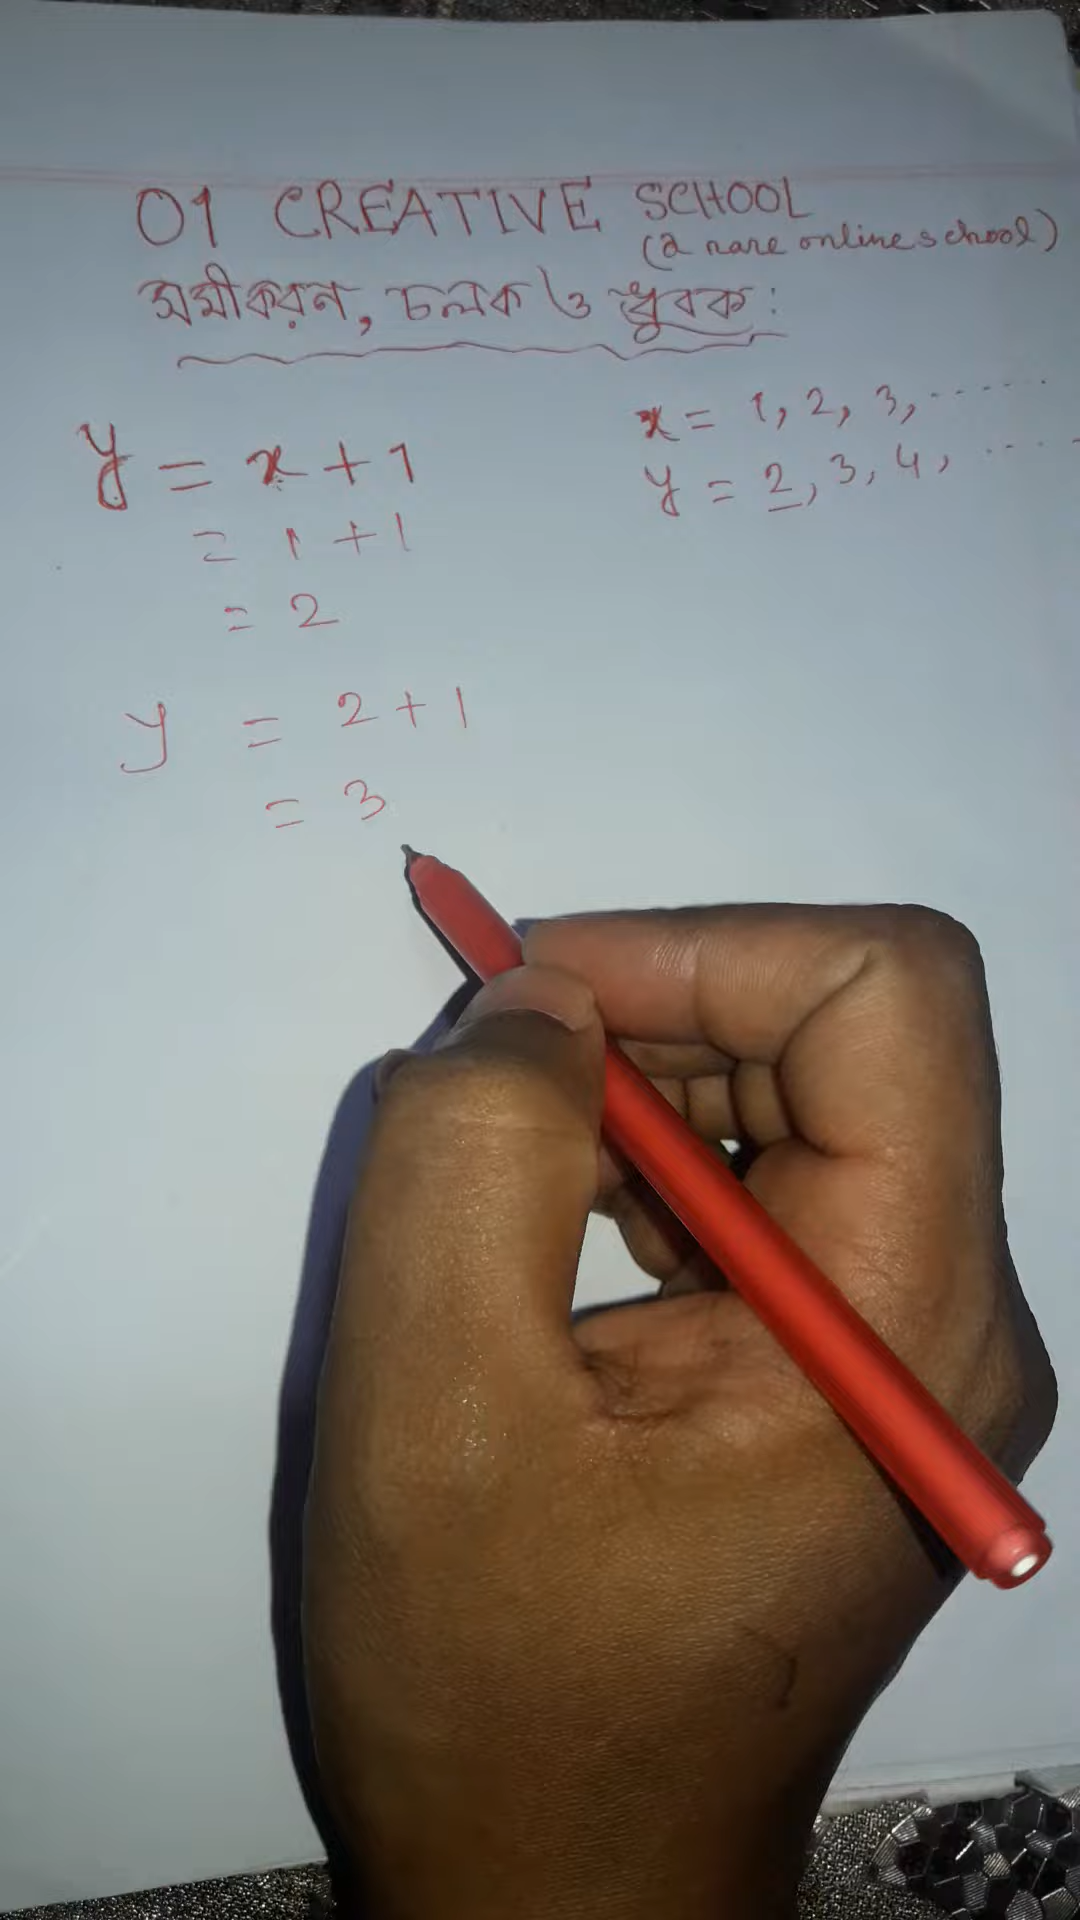 01 CREATIVE SCHOOL
(a rare online school)
সমীকরণ, চলক ও ধ্রুবক:
x = 1, 2, 3, ......
y = 2, 3, 4, ......
y = x + 1
= 1 + 1
= 2
y = 2 + 1
= 3